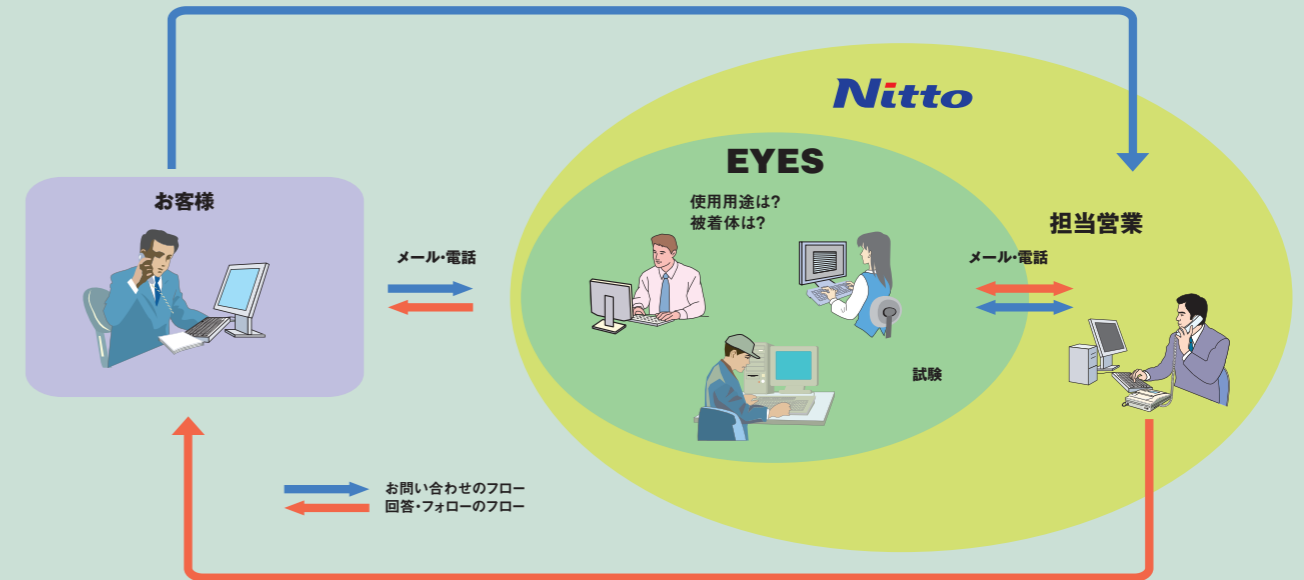 Nitto
EYES
使用用途は?
被着体は?
お客様
担当営業
メール・電話
メール・電話
試験
お問い合わせのフロー
回答・フォローのフロー